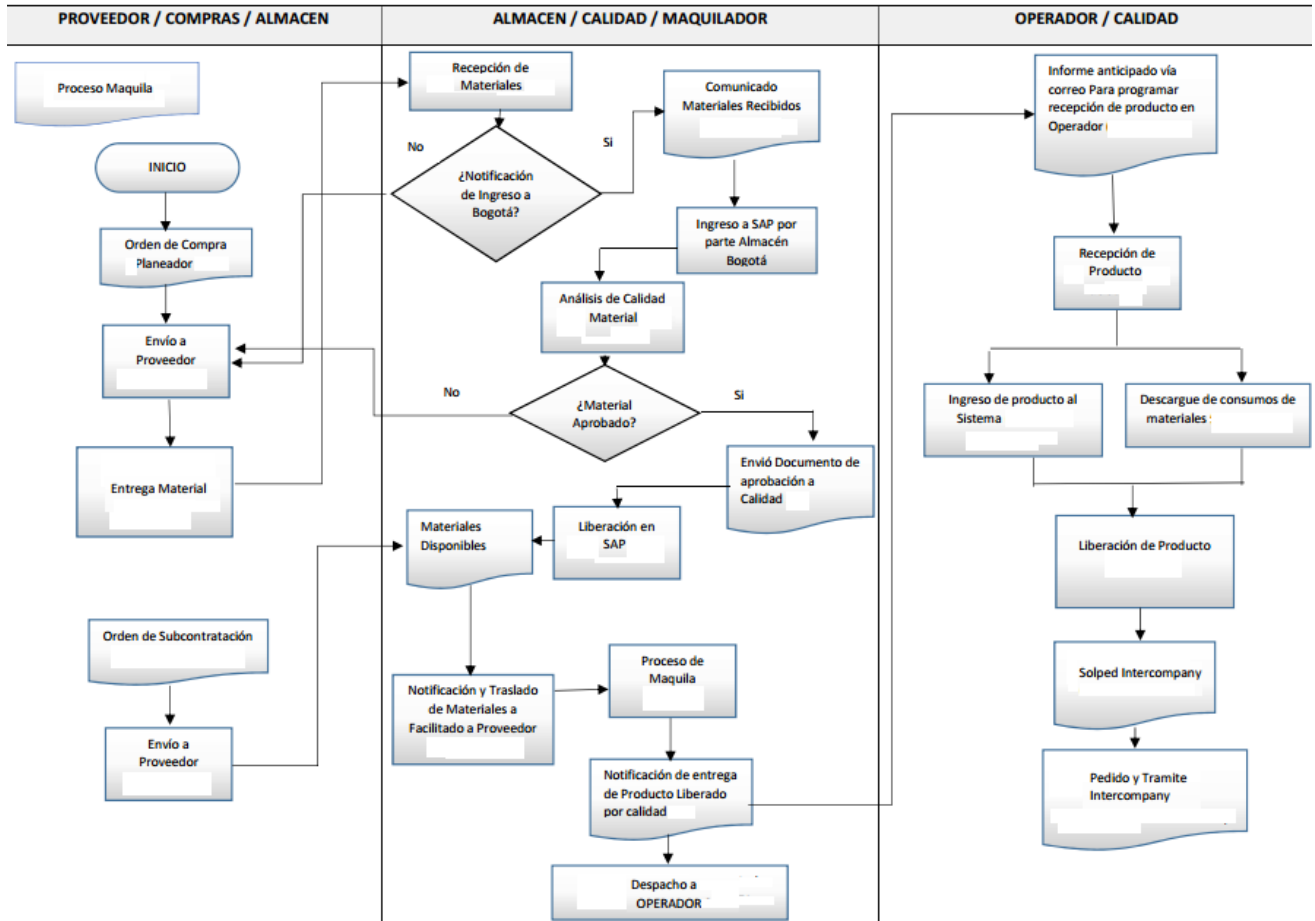 PROVEEDOR / COMPRAS / ALMACEN
ALMACEN / CALIDAD / MAQUILADOR
OPERADOR / CALIDAD
Proceso Maquila
INICIO
Orden de Compra
Planeador
Envío a
Proveedor
Entrega Material
Orden de Subcontratación
Envío a
Proveedor
Recepción de
Materiales
No
Si
¿Notificación
de Ingreso a
Bogotá?
Comunicado
Materiales Recibidos
Ingreso a SAP por
parte Almacén
Bogotá
Análisis de Calidad
Material
No
Si
¿Material
Aprobado?
Envió Documento de
aprobación a
Calidad
Liberación en
SAP
Materiales
Disponibles
Notificación y Traslado
de Materiales a
Facilitado a Proveedor
Proceso de
Maquila
Notificación de entrega
de Producto Liberado
por calidad
Despacho a
OPERADOR
Informe anticipado vía
correo Para programar
recepción de producto en
Operador
Recepción de
Producto
Ingreso de producto al
Sistema
Descargue de consumos de
materiales
Liberación de Producto
Solped Intercompany
Pedido y Tramite
Intercompany